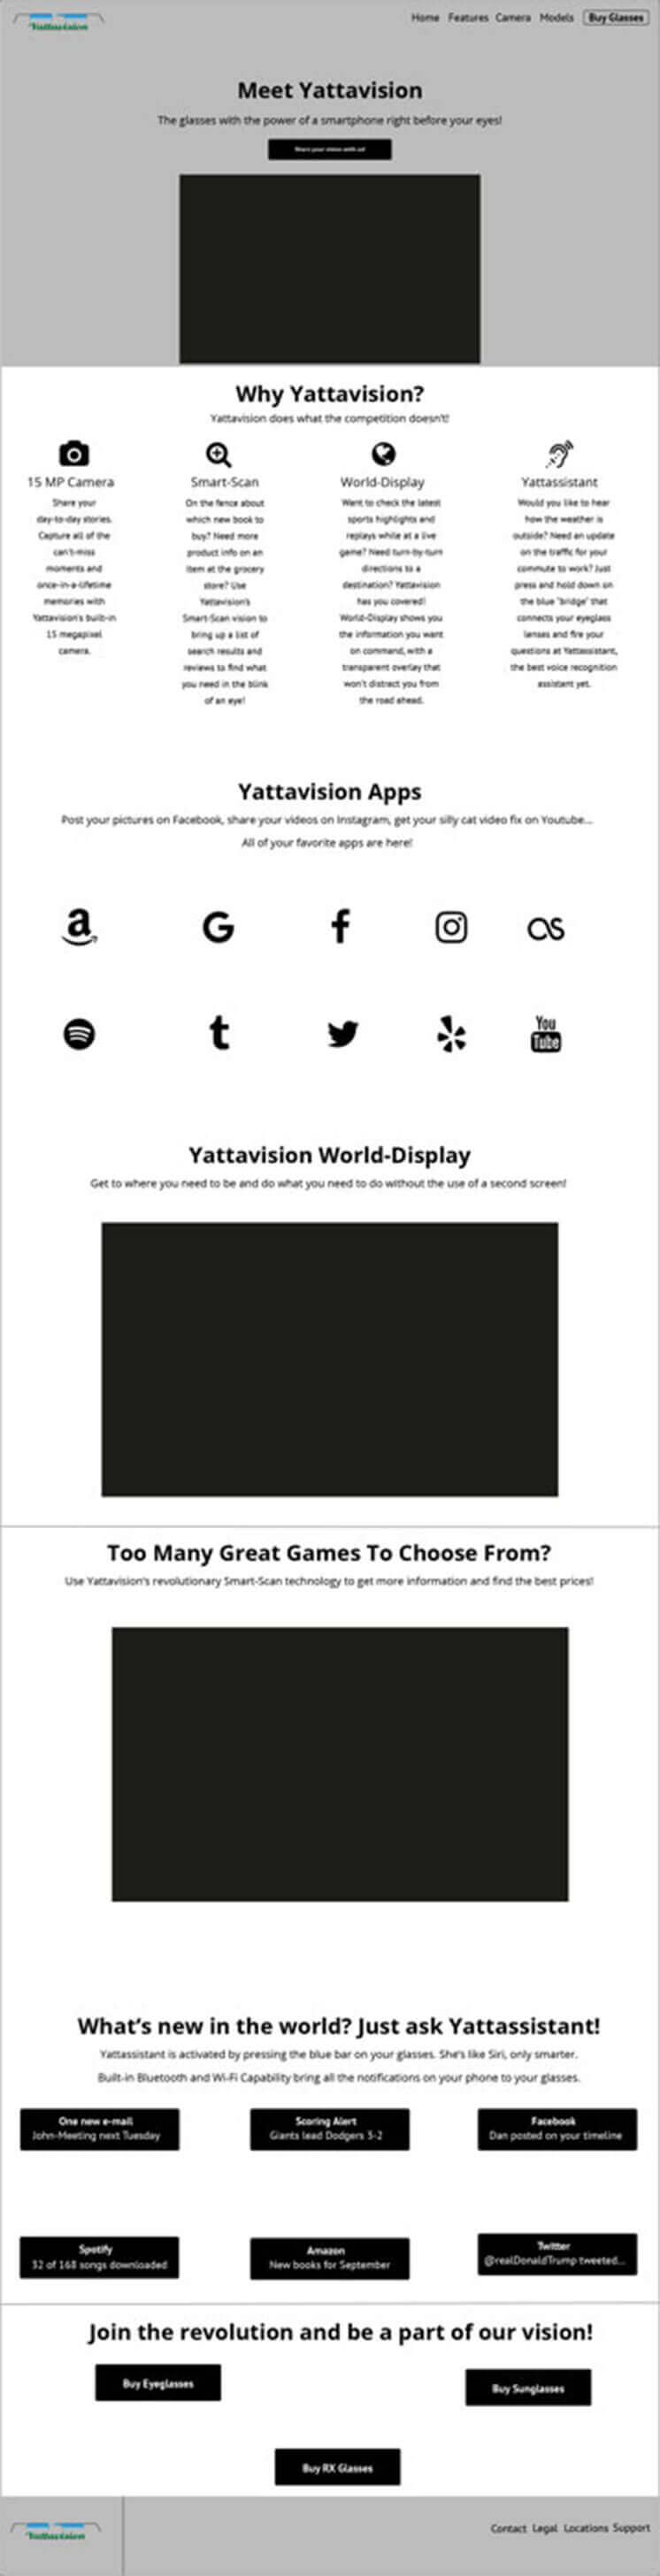 Yattavision
Home Features Camera Models Buy Glasses
Meet Yattavision
The glasses with the power of a smartphone right before your eyes!
Share your vision with us!
Why Yattavision?
Yattavision does what the competition doesn't!
15 MP Camera
Share your
day-to-day stories.
Capture all of the
can't-miss
moments and
once-in-a-lifetime
memories with
Yattavision's built-in
15 megapixel
camera.
Smart-Scan
On the fence about
which new book to
buy? Need more
product info on an
item at the grocery
store? Use
Yattavision's
Smart-Scan vision to
bring up a list of
search results and
reviews to find what
you need in the blink
of an eye!
World-Display
Want to check the latest
sports highlights and
replays while at a live
game? Need turn-by-turn
directions to a
destination? Yattavision
has you covered!
World-Display shows you
the information you want
on command, with a
transparent overlay that
won't distract you from
the road ahead.
Yattassistant
Would you like to hear
how the weather is
outside? Need an update
on the traffic for your
commute to work? Just
press and hold down on
the blue "bridge" that
connects your eyeglass
lenses and fire your
questions at Yattassistant,
the best voice recognition
assistant yet.
Yattavision Apps
Post your pictures on Facebook, share your videos on Instagram, get your silly cat video fix on Youtube...
All of your favorite apps are here!
You
Tube
Yattavision World-Display
Get to where you need to be and do what you need to do without the use of a second screen!
Too Many Great Games To Choose From?
Use Yattavision's revolutionary Smart-Scan technology to get more information and find the best prices!
What's new in the world? Just ask Yattassistant!
Yattassistant is activated by pressing the blue bar on your glasses. She's like Siri, only smarter.
Built-in Bluetooth and Wi-Fi Capability bring all the notifications on your phone to your glasses.
One new e-mail
John-Meeting next Tuesday
Scoring Alert
Giants lead Dodgers 3-2
Facebook
Dan posted on your timeline
Spotify
32 of 168 songs downloaded
Amazon
New books for September
Twitter
@realDonaldTrump tweeted...
Join the revolution and be a part of our vision!
Buy Eyeglasses
Buy Sunglasses
Buy RX Glasses
Yattavision
Contact Legal Locations Support